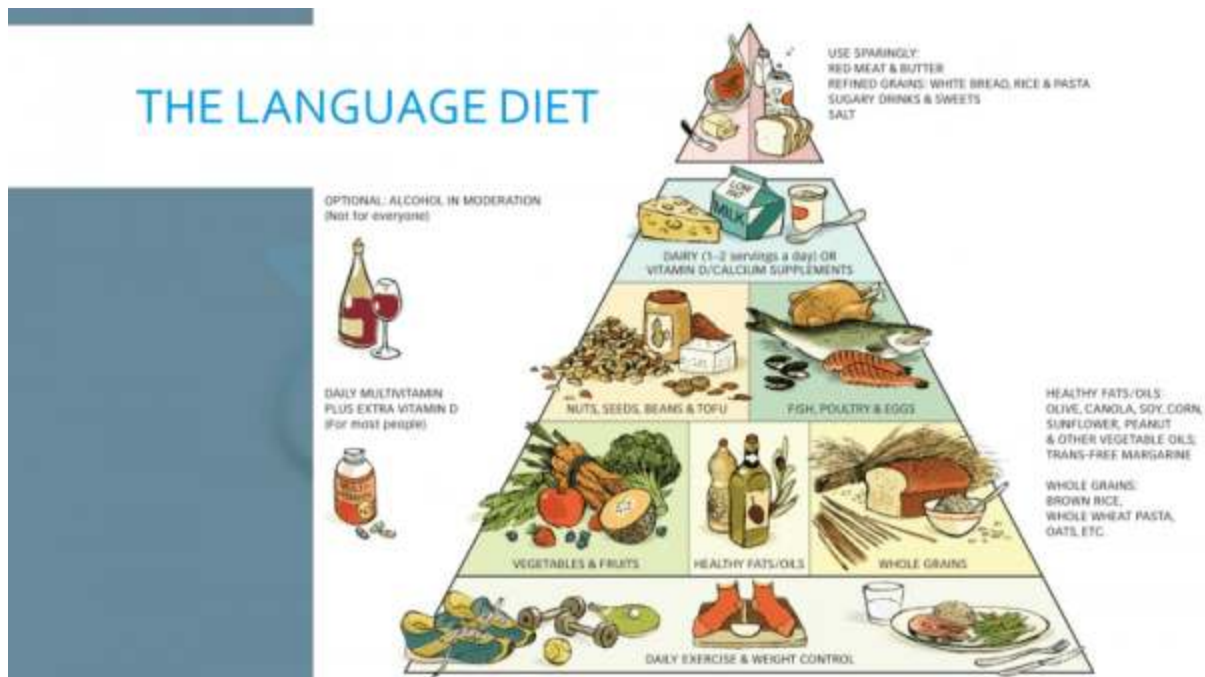 THE LANGUAGE DIET
USE SPARINGLY:
RED MEAT & BUTTER
REFINED GRAINS: WHITE BREAD, RICE & PASTA
SUGARY DRINKS & SWEETS
SALT
OPTIONAL: ALCOHOL IN MODERATION
(Not for everyone)
LOW
FAT
MILK
DAIRY (1–2 servings a day) OR
VITAMIN D/CALCIUM SUPPLEMENTS
DAILY MULTIVITAMIN
PLUS EXTRA VITAMIN D
(For most people)
MULTI
NUTS, SEEDS, BEANS & TOFU
FISH, POULTRY & EGGS
HEALTHY FATS/OILS:
OLIVE, CANOLA, SOY, CORN,
SUNFLOWER, PEANUT
& OTHER VEGETABLE OILS;
TRANS-FREE MARGARINE
WHOLE GRAINS:
BROWN RICE,
WHOLE WHEAT PASTA,
OATS, ETC.
VEGETABLES & FRUITS
HEALTHY FATS/OILS
WHOLE GRAINS
DAILY EXERCISE & WEIGHT CONTROL